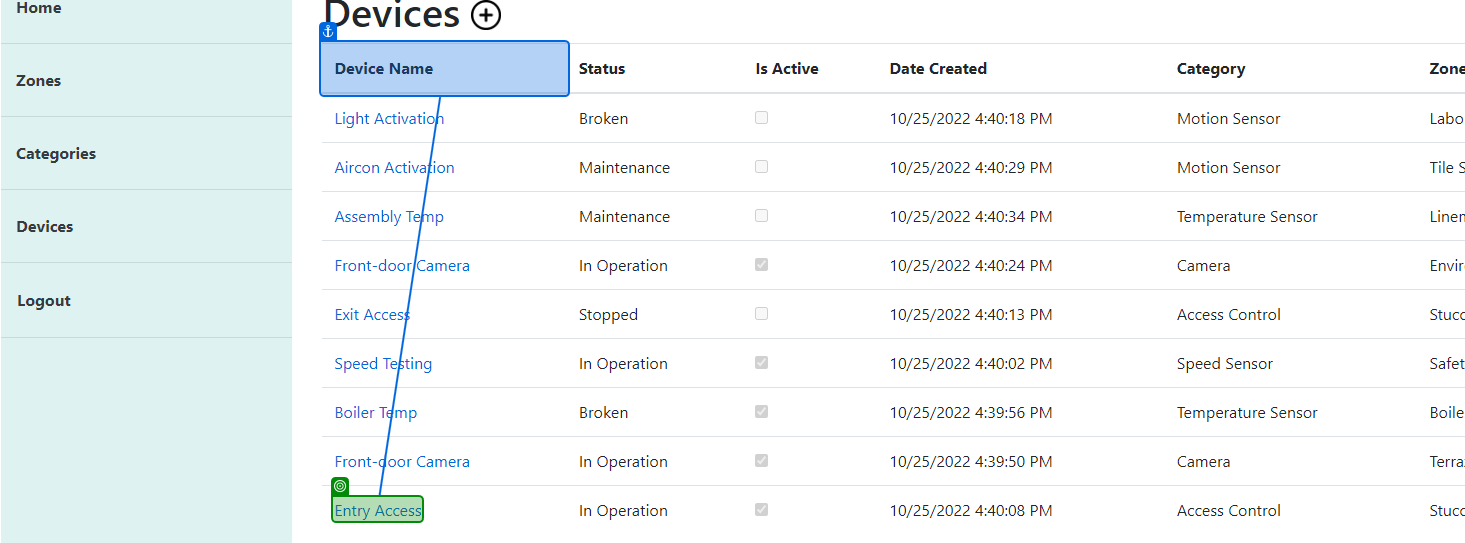 Home
Zones
Categories
Devices
Logout
Devices
Device Name Status Is Active Date Created Category Zone
Light Activation Broken 10/25/2022 4:40:18 PM Motion Sensor Labo
Aircon Activation Maintenance 10/25/2022 4:40:29 PM Motion Sensor Tile S
Assembly Temp Maintenance 10/25/2022 4:40:34 PM Temperature Sensor Linen
Front-door Camera In Operation 10/25/2022 4:40:24 PM Camera Envir
Exit Access Stopped 10/25/2022 4:40:13 PM Access Control Stucc
Speed Testing In Operation 10/25/2022 4:40:02 PM Speed Sensor Safet
Boiler Temp Broken 10/25/2022 4:39:56 PM Temperature Sensor Boile
Front-door Camera In Operation 10/25/2022 4:39:50 PM Camera Terra
Entry Access In Operation 10/25/2022 4:40:08 PM Access Control Stucc